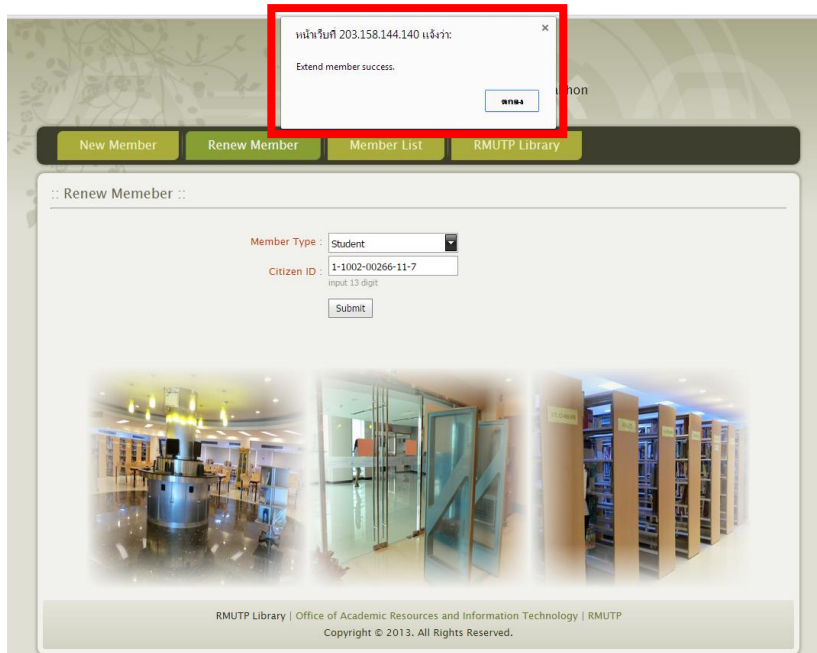 หน้าเว็บที่ 203.158.144.140 แจ้งว่า:
×
Extend member success.
ตกลง
hon
New Member
Renew Member
Member List
RMUTP Library
:: Renew Memeber ::
Member Type :
Student
Citizen ID :
1-1002-00266-11-7
input 13 digit
Submit
RMUTP Library | Office of Academic Resources and Information Technology | RMUTP
Copyright © 2013. All Rights Reserved.